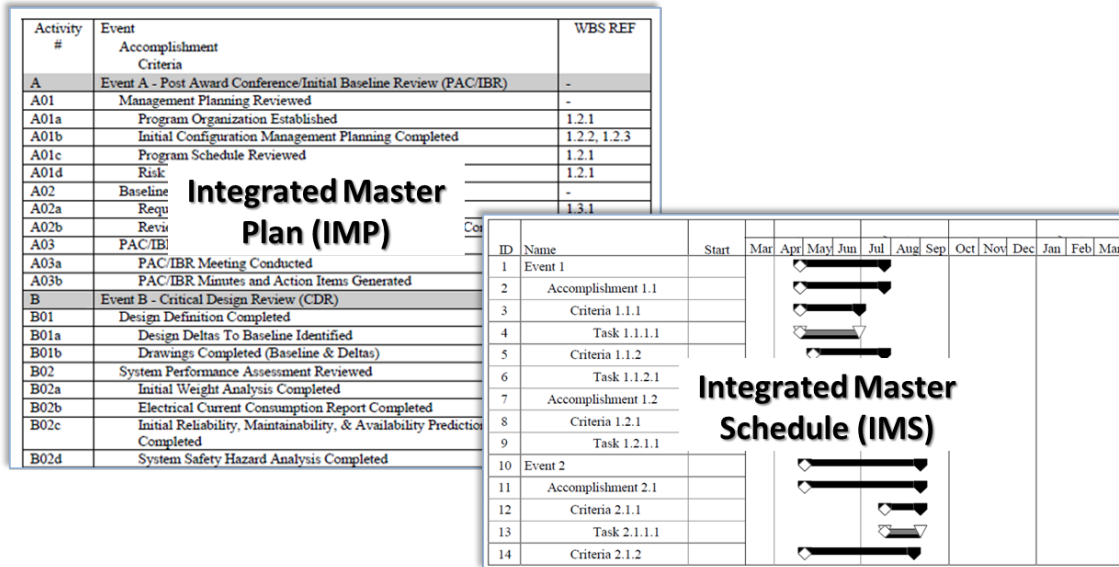 Activity # Event Accomplishment Criteria WBS REF
A Event A - Post Award Conference/Initial Baseline Review (PAC/IBR) -
A01 Management Planning Reviewed -
A01a Program Organization Established 1.2.1
A01b Initial Configuration Management Planning Completed 1.2.2, 1.2.3
A01c Program Schedule Reviewed 1.2.1
A01d Risk 1.2.1
A02 Baseline -
A02a 1.3.1
A02b
A03
A03a PAC/IBR Meeting Conducted
A03b PAC/IBR Minutes and Action Items Generated
B Event B - Critical Design Review (CDR)
B01 Design Definition Completed
B01a Design Deltas To Baseline Identified
B01b Drawings Completed (Baseline & Deltas)
B02 System Performance Assessment Reviewed
B02a Initial Weight Analysis Completed
B02b Electrical Current Consumption Report Completed
B02c Initial Reliability, Maintainability, & Availability
Completed
B02d System Safety Hazard Analysis Completed
Integrated Master
Plan (IMP)
ID Name Start Mar Apr May Jun Jul Aug Sep Oct Nov Dec Jan Feb Mar
1 Event 1
2 Accomplishment 1.1
3 Criteria 1.1.1
4 Task 1.1.1.1
5 Criteria 1.1.2
6 Task 1.1.2.1
7 Accomplishment 1.2
8 Criteria 1.2.1
9 Task 1.2.1.1
10 Event 2
11 Accomplishment 2.1
12 Criteria 2.1.1
13 Task 2.1.1.1
14 Criteria 2.1.2
Integrated Master
Schedule (IMS)